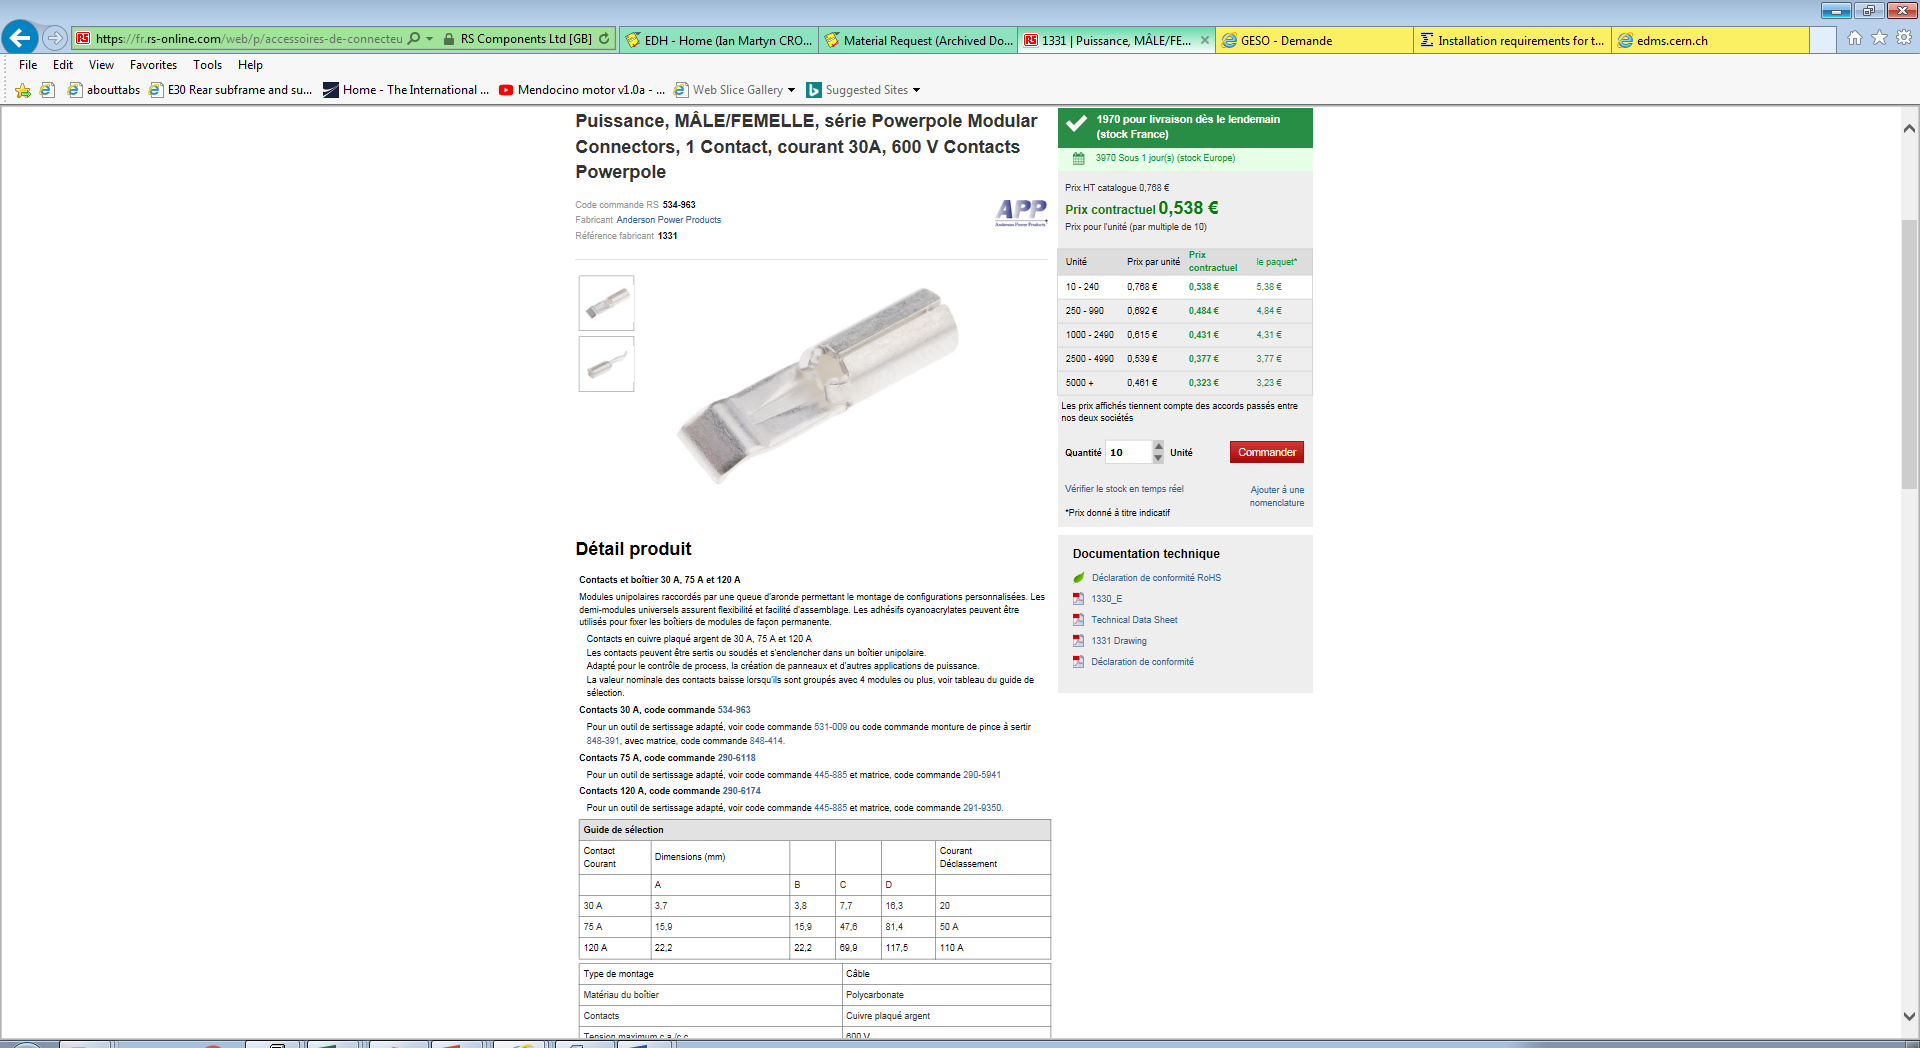 https://fr.rs-online.com/web/p/accessoires-de-connecteu
RS Components Ltd [GB]
EDH - Home (Ian Martyn CRO...
Material Request (Archived Do...
1331 | Puissance, MÂLE/FE...
GESO - Demande
Installation requirements for t...
edms.cern.ch
File Edit View Favorites Tools Help
abouttabs
E30 Rear subframe and su...
Home - The International ...
Mendocino motor v1.0a - ...
Web Slice Gallery
Suggested Sites
Puissance, MÂLE/FEMELLE, série Powerpole Modular
Connectors, 1 Contact, courant 30A, 600 V Contacts
Powerpole
Code commande RS 534-963
Fabricant Anderson Power Products
Référence fabricant 1331
APP
Anderson Power Products
1970 pour livraison dès le lendemain
(stock France)
3970 Sous 1 jour(s) (stock Europe)
Prix HT catalogue 0,768 €
Prix contractuel 0,538 €
Prix pour l'unité (par multiple de 10)
Unité Prix par unité Prix contractuel le paquet*
10 - 240 0,768 € 0,538 € 5,38 €
250 - 990 0,692 € 0,484 € 4,84 €
1000 - 2490 0,615 € 0,431 € 4,31 €
2500 - 4990 0,539 € 0,377 € 3,77 €
5000 + 0,461 € 0,323 € 3,23 €
Les prix affichés tiennent compte des accords passés entre
nos deux sociétés
Quantité 10 Unité Commander
Vérifier le stock en temps réel
Ajouter à une
nomenclature
*Prix donné à titre indicatif
Documentation technique
Déclaration de conformité RoHS
1330_E
Technical Data Sheet
1331 Drawing
Déclaration de conformité
Détail produit
Contacts et boîtier 30 A, 75 A et 120 A
Modules unipolaires raccordés par une queue d'aronde permettant le montage de configurations personnalisées. Les
demi-modules universels assurent flexibilité et facilité d'assemblage. Les adhésifs cyanoacrylates peuvent être
utilisés pour fixer les boîtiers de modules de façon permanente.
Contacts en cuivre plaqué argent de 30 A, 75 A et 120 A
Les contacts peuvent être sertis ou soudés et s'enclencher dans un boîtier unipolaire.
Adapté pour le contrôle de process, la création de panneaux et d'autres applications de puissance.
La valeur nominale des contacts baisse lorsqu'ils sont groupés avec 4 modules ou plus, voir tableau du guide de
sélection.
Contacts 30 A, code commande 534-963
Pour un outil de sertissage adapté, voir code commande 531-009 ou code commande monture de pince à sertir
848-391, avec matrice, code commande 848-414.
Contacts 75 A, code commande 290-6118
Pour un outil de sertissage adapté, voir code commande 445-885 et matrice, code commande 290-5941
Contacts 120 A, code commande 290-6174
Pour un outil de sertissage adapté, voir code commande 445-885 et matrice, code commande 291-9350.
Guide de sélection
Contact Courant Dimensions (mm) Courant Déclassement
A B C D
30 A 3,7 3,8 7,7 16,3 20
75 A 15,9 15,9 47,6 81,4 50 A
120 A 22,2 22,2 69,9 117,5 110 A
Type de montage Câble
Matériau du boîtier Polycarbonate
Contacts Cuivre plaqué argent
Tension maximum c.a./c.c. 600 V